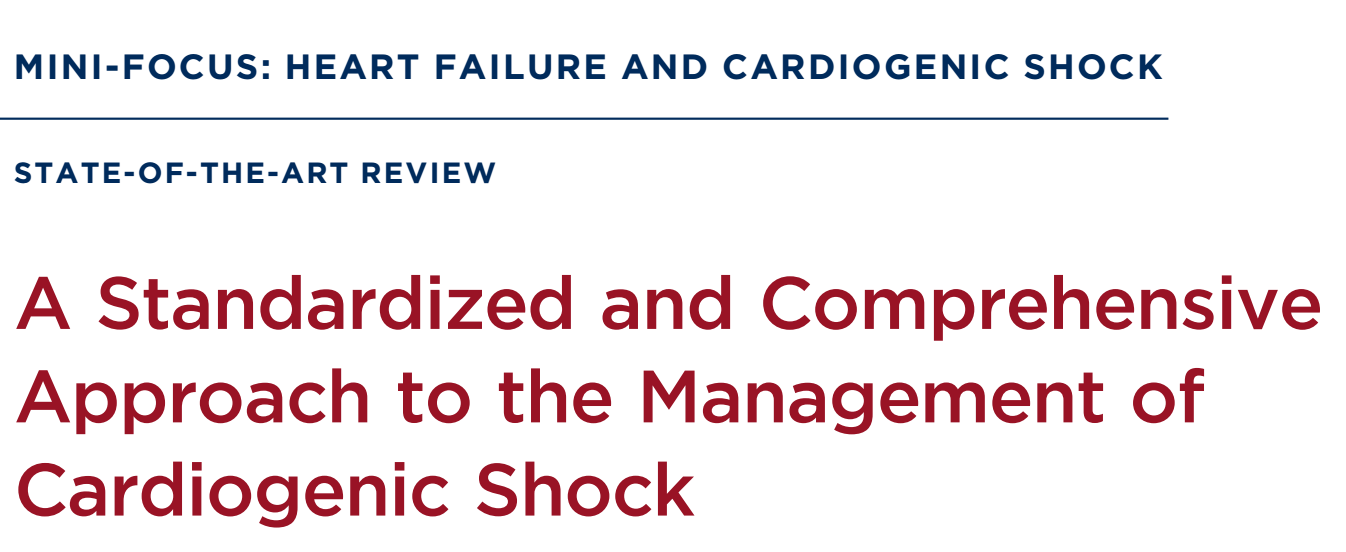 MINI-FOCUS: HEART FAILURE AND CARDIOGENIC SHOCK
STATE-OF-THE-ART REVIEW
A Standardized and Comprehensive
Approach to the Management of
Cardiogenic Shock